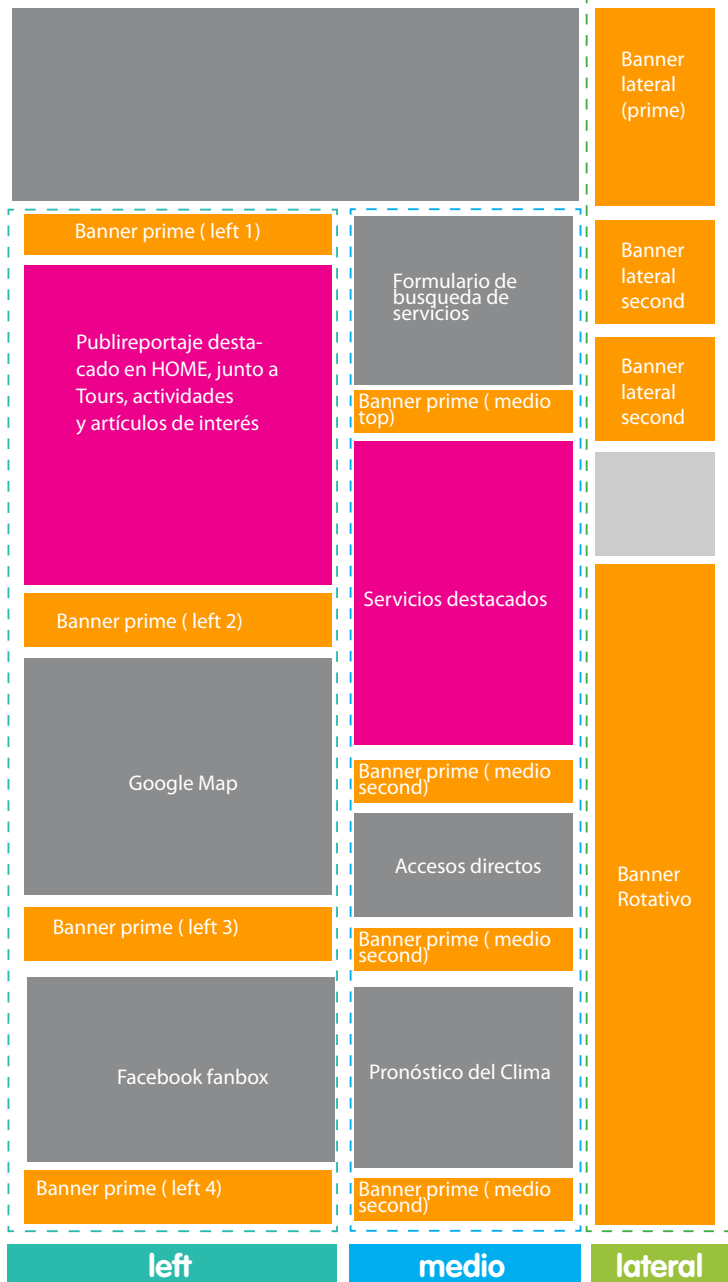 Banner prime ( left 1)
Publireportaje desta-
cado en HOME, junto a
Tours, actividades
y artículos de interés
Banner prime ( left 2)
Google Map
Banner prime ( left 3)
Facebook fanbox
Banner prime ( left 4)
left
Formulario de
busqueda de
servicios
Banner prime ( medio
top)
Servicios destacados
Banner prime ( medio
second)
Accesos directos
Banner prime ( medio
second)
Pronóstico del Clima
Banner prime ( medio
second)
medio
Banner
lateral
(prime)
Banner
lateral
second
Banner
lateral
second
Banner
Rotativo
lateral